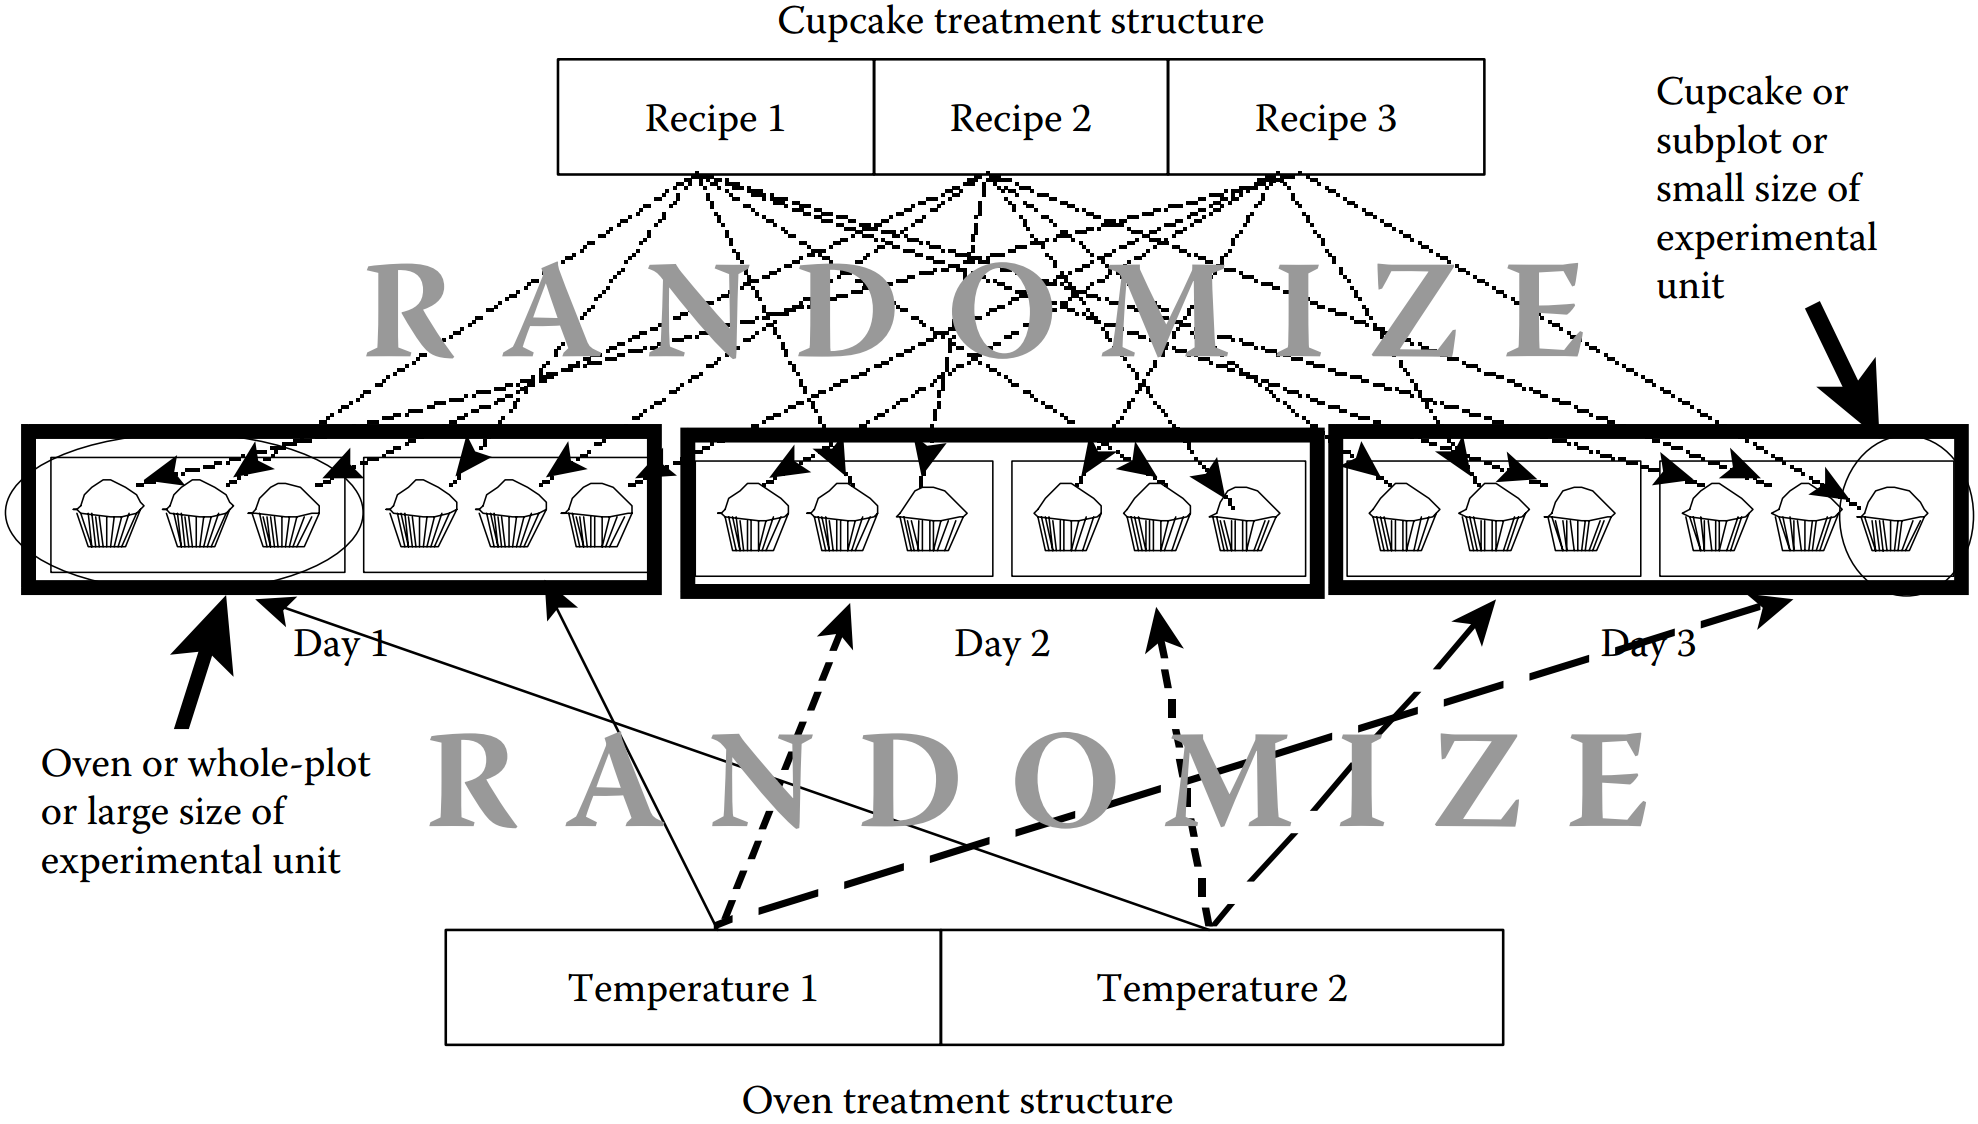 Cupcake treatment structure
Recipe 1
Recipe 2
Recipe 3
Cupcake or
subplot or
small size of
experimental
unit
RANDOMIZE
Day 1
Day 2
Day 3
Oven or whole-plot
or large size of
experimental unit
RANDOMIZE
Temperature 1
Temperature 2
Oven treatment structure